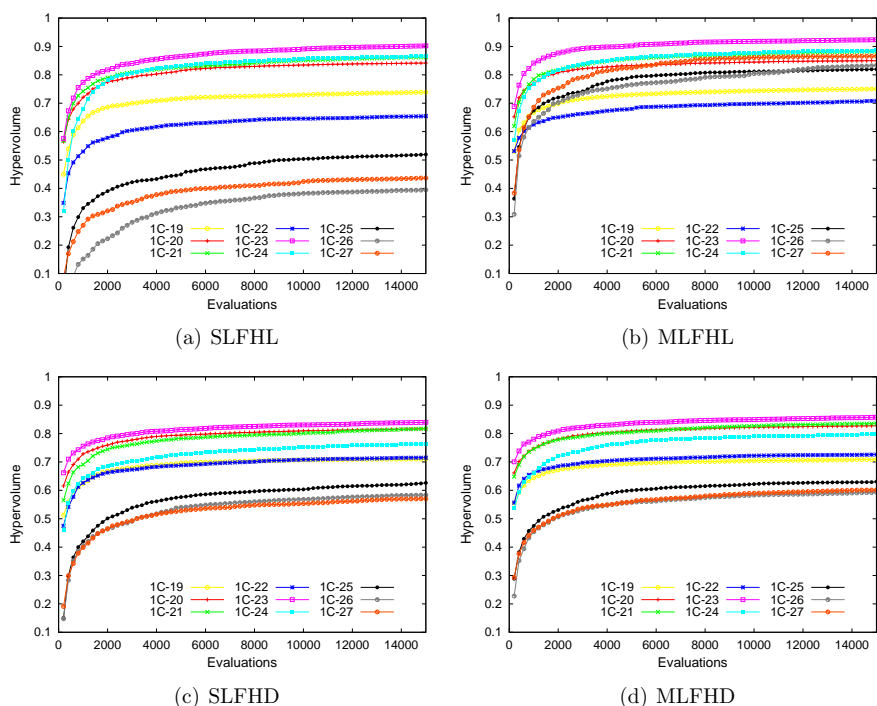 1
0.9
0.8
0.7
0.6
0.5
0.4
0.3
0.2
0.1
Hypervolume
1C-19 1C-22 1C-25
1C-20 1C-23 1C-26
1C-21 1C-24 1C-27
0 2000 4000 6000 8000 10000 12000 14000
Evaluations
(a) SLFHL
1
0.9
0.8
0.7
0.6
0.5
0.4
0.3
0.2
0.1
Hypervolume
1C-19 1C-22 1C-25
1C-20 1C-23 1C-26
1C-21 1C-24 1C-27
0 2000 4000 6000 8000 10000 12000 14000
Evaluations
(b) MLFHL
1
0.9
0.8
0.7
0.6
0.5
0.4
0.3
0.2
0.1
Hypervolume
1C-19 1C-22 1C-25
1C-20 1C-23 1C-26
1C-21 1C-24 1C-27
0 2000 4000 6000 8000 10000 12000 14000
Evaluations
(c) SLFHD
1
0.9
0.8
0.7
0.6
0.5
0.4
0.3
0.2
0.1
Hypervolume
1C-19 1C-22 1C-25
1C-20 1C-23 1C-26
1C-21 1C-24 1C-27
0 2000 4000 6000 8000 10000 12000 14000
Evaluations
(d) MLFHD